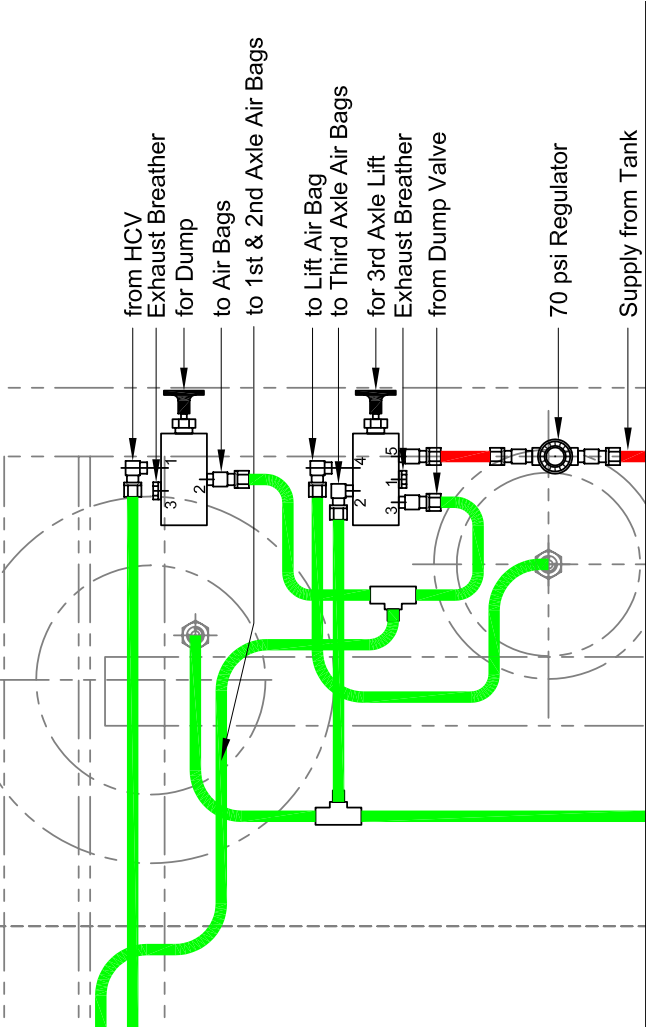 from HCV
Exhaust Breather
for Dump
to Air Bags
to 1st & 2nd Axle Air Bags
to Lift Air Bag
to Third Axle Air Bags
for 3rd Axle Lift
Exhaust Breather
from Dump Valve
70 psi Regulator
Supply from Tank
1
3
2
4
2
5
1
3